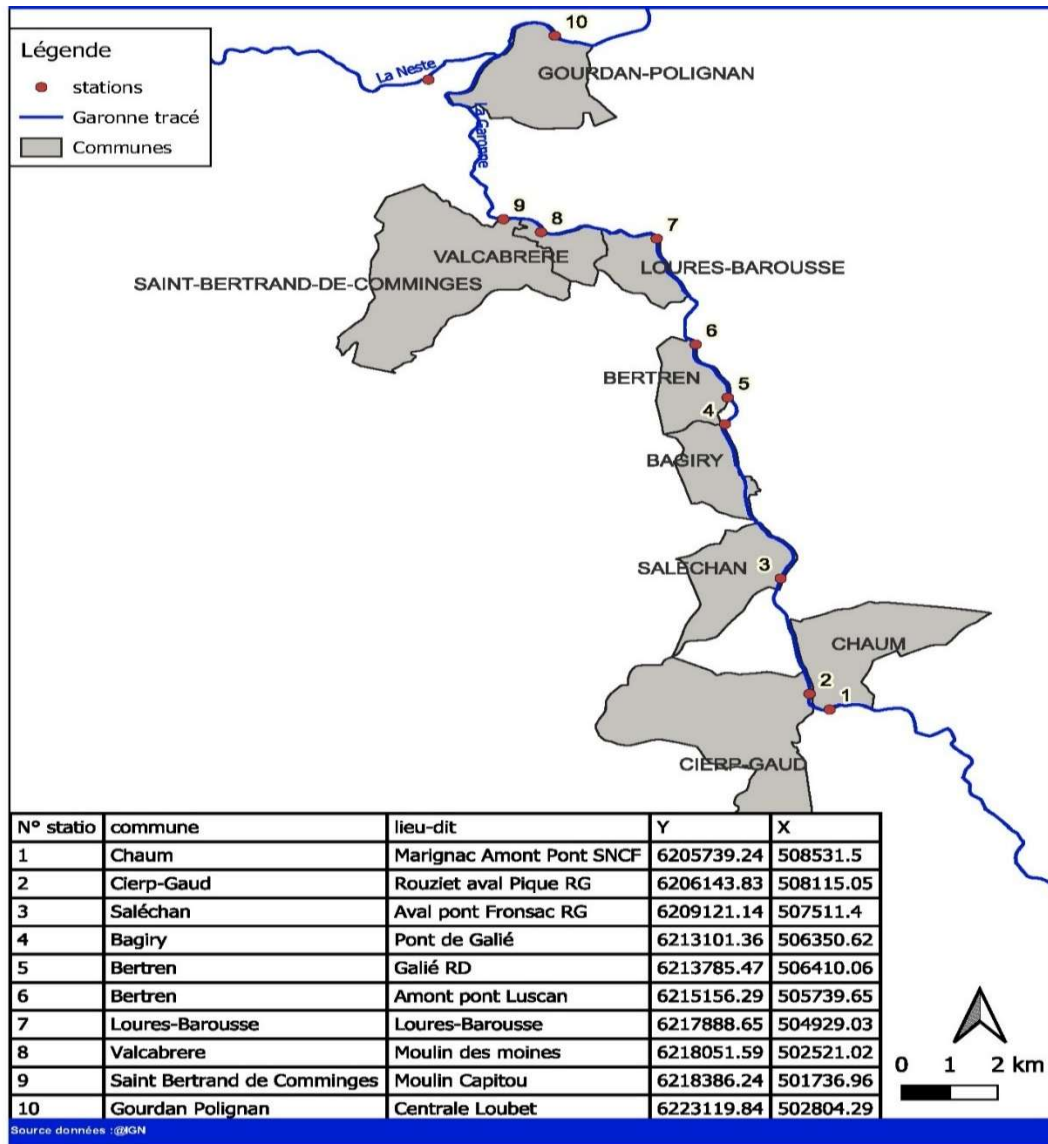 Légende
stations
Garonne tracé
Communes
La Neste
La Garonne
10
GOURDAN-POLIGNAN
9
8
7
VALCABRERE
LOURES-BAROUSSE
SAINT-BERTRAND-DE-COMMINGES
6
BERTREN
5
4
BAGIRY
SALECHAN
3
CHAUM
2
1
CIERP-GAUD
N° statio commune lieu-dit Y X
1 Chaum Marignac Amont Pont SNCF 6205739.24 508531.5
2 Cierp-Gaud Rouziet aval Pique RG 6206143.83 508115.05
3 Saléchan Aval pont Fronsac RG 6209121.14 507511.4
4 Bagiry Pont de Galié 6213101.36 506350.62
5 Bertren Galié RD 6213785.47 506410.06
6 Bertren Amont pont Luscan 6215156.29 505739.65
7 Loures-Barousse Loures-Barousse 6217888.65 504929.03
8 Valcabrere Moulin des moines 6218051.59 502521.02
9 Saint Bertrand de Comminges Moulin Capitou 6218386.24 501736.96
10 Gourdan Polignan Centrale Loubet 6223119.84 502804.29
0 1 2 km
Source données :@IGN